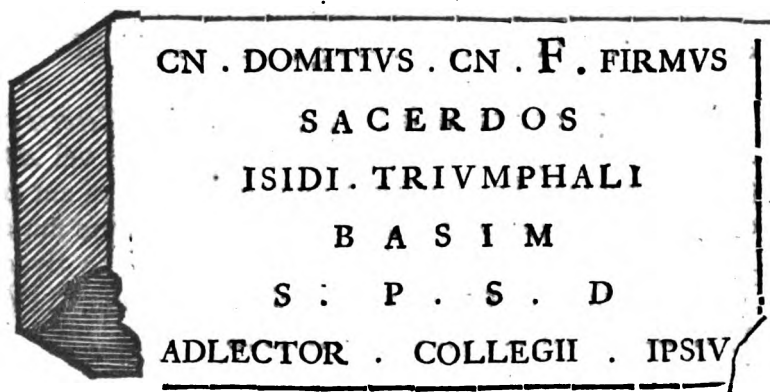 CN . DOMITIVS . CN . F . FIRMVS
SACERDOS
ISIDI . TRIVMPHALI
BASIM
S . P . S . D
ADLECTOR . COLLEGII . IPSIV